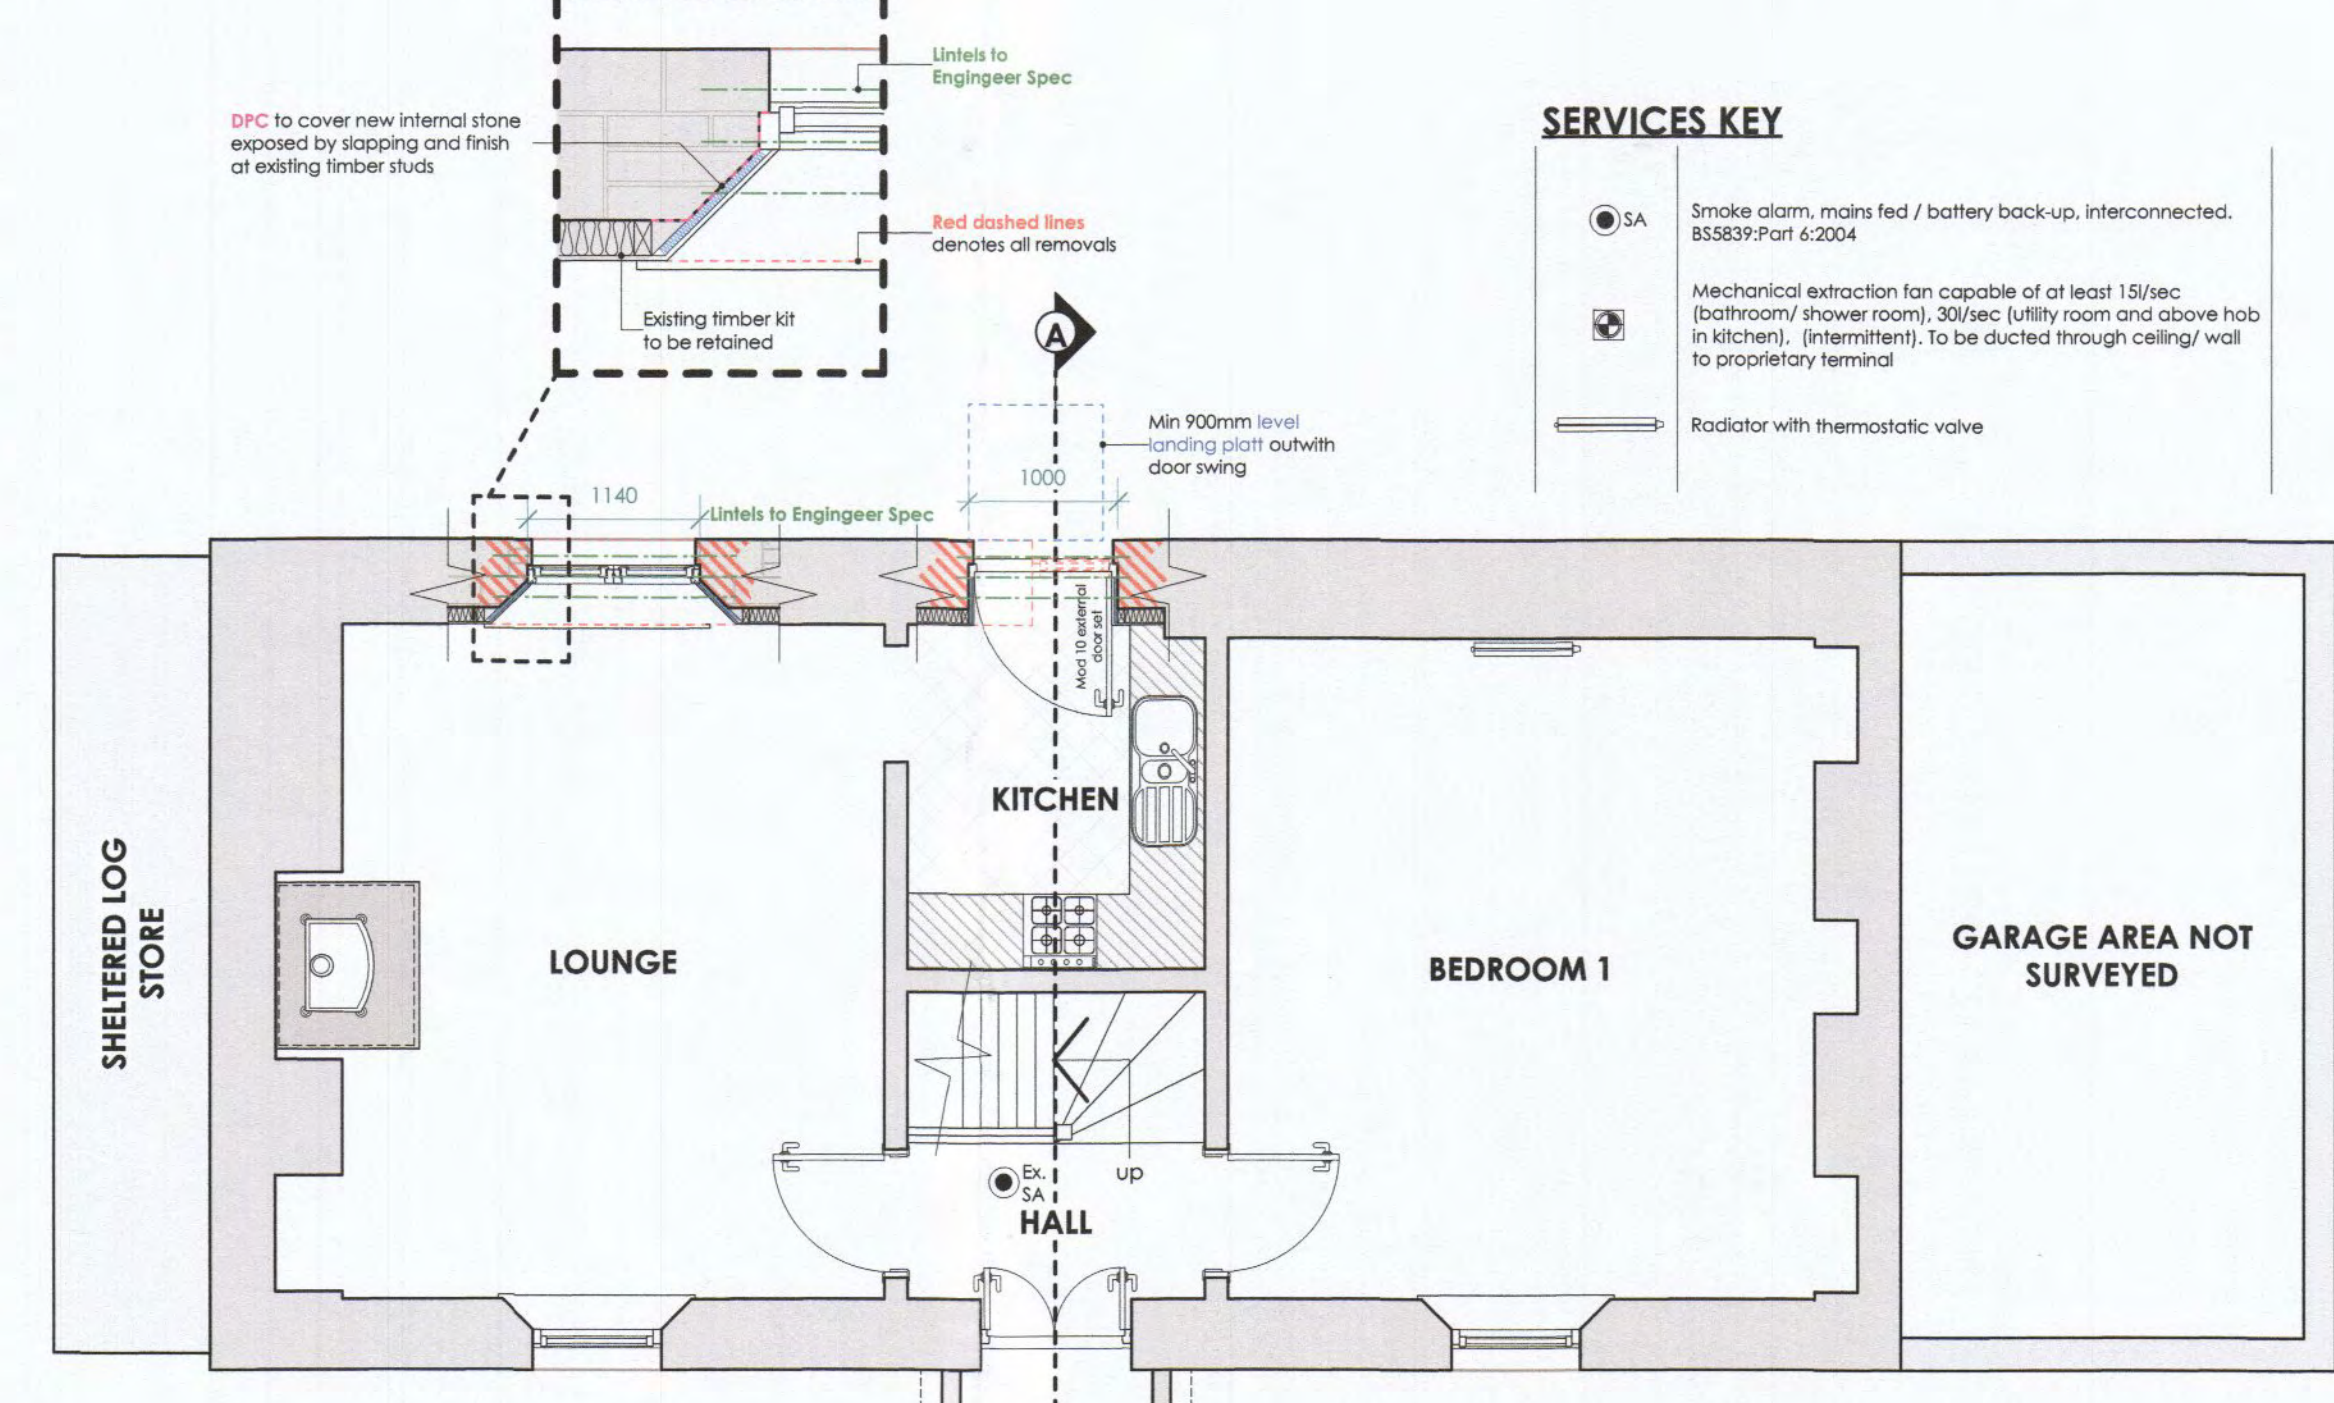 Lintels to
Engingeer Spec
DPC to cover new internal stone
exposed by slapping and finish
at existing timber studs
Red dashed lines
denotes all removals
Existing timber kit
to be retained
A
SERVICES KEY
SA
Smoke alarm, mains fed / battery back-up, interconnected.
BS5839:Part 6:2004
Mechanical extraction fan capable of at least 15l/sec
(bathroom/ shower room), 30l/sec (utility room and above hob
in kitchen), (intermittent). To be ducted through ceiling/ wall
to proprietary terminal
Radiator with thermostatic valve
Min 900mm level
landing platt outwith
door swing
1140
1000
Lintels to Engingeer Spec
Mod 10 external
door set
KITCHEN
SHELTERED LOG
STORE
LOUNGE
BEDROOM 1
GARAGE AREA NOT
SURVEYED
Ex.
SA
up
HALL